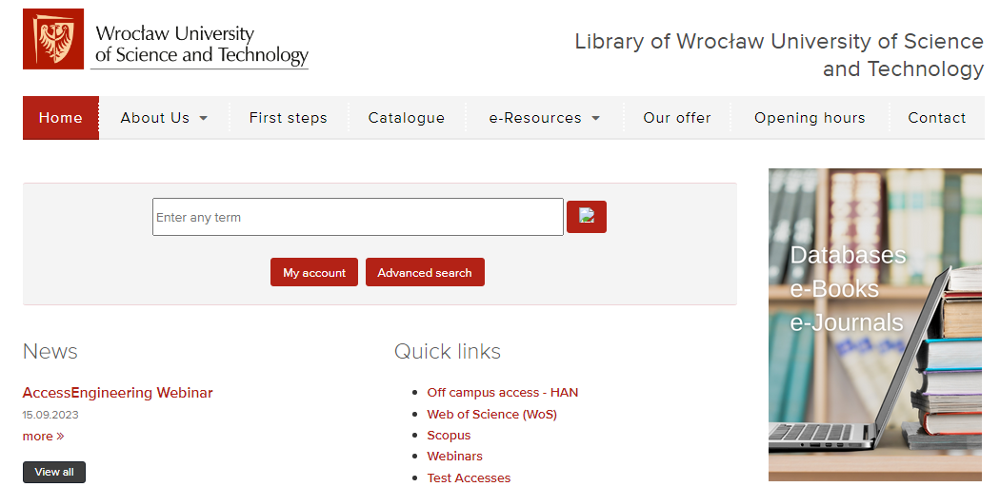 Wrocław University
of Science and Technology
Library of Wrocław University of Science
and Technology
Home About Us First steps Catalogue e-Resources Our offer Opening hours Contact
Enter any term
My account Advanced search
Databases
e-Books
e-Journals
News
AccessEngineering Webinar
15.09.2023
more »
View all
Quick links
Off campus access - HAN
Web of Science (WoS)
Scopus
Webinars
Test Accesses